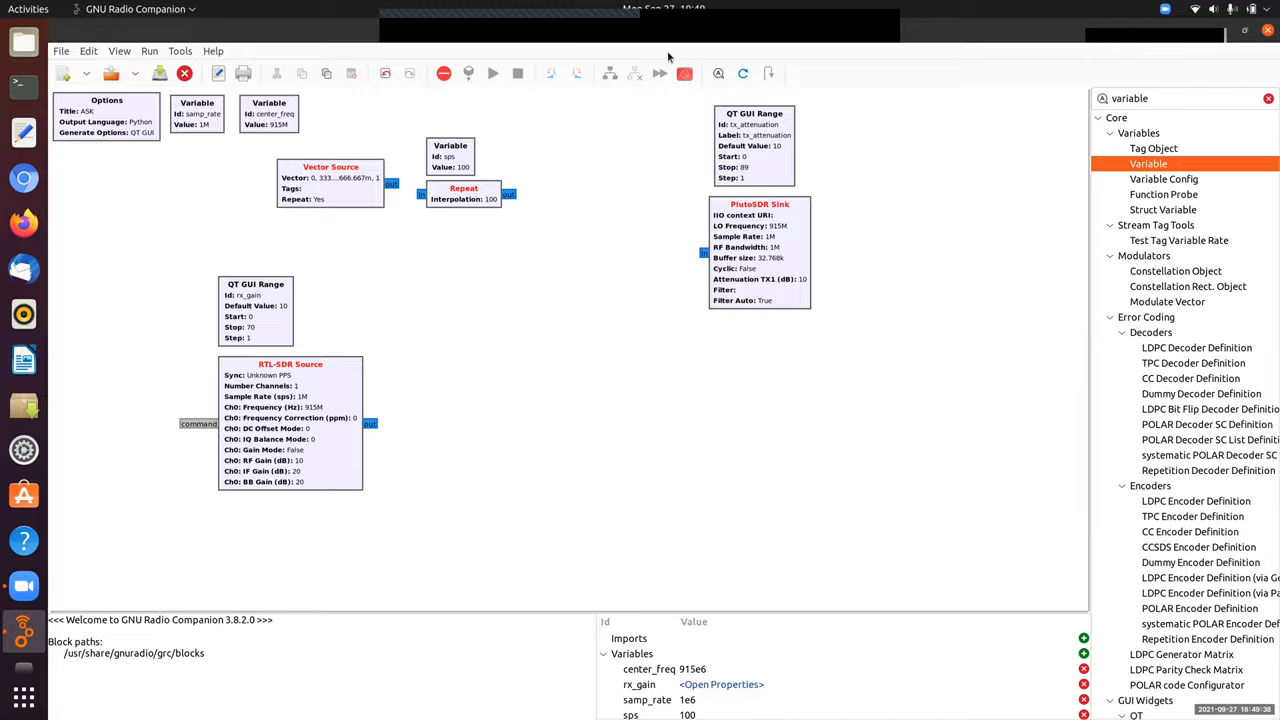 Activities
GNU Radio Companion
Mon Sep 27, 19:49
File Edit View Run Tools Help
Options
Title: ASK
Output Language: Python
Generate Options: QT GUI
Variable
Id: samp_rate
Value: 1M
Variable
Id: center_freq
Value: 915M
Vector Source
Vector: 0, 333....666.667m, 1
Tags:
Repeat: Yes
out
Variable
Id: sps
Value: 100
in
Repeat
Interpolation: 100
out
QT GUI Range
Id: tx_attenuation
Label: tx_attenuation
Default Value: 10
Start: 0
Stop: 89
Step: 1
PlutoSDR Sink
IIO context URI:
LO Frequency: 915M
Sample Rate: 1M
RF Bandwidth: 1M
Buffer size: 32.768k
Cyclic: False
Attenuation TX1 (dB): 10
Filter:
Filter Auto: True
in
QT GUI Range
Id: rx_gain
Default Value: 10
Start: 0
Stop: 70
Step: 1
RTL-SDR Source
Sync: Unknown PPS
Number Channels: 1
Sample Rate (sps): 1M
Ch0: Frequency (Hz): 915M
Ch0: Frequency Correction (ppm): 0
Ch0: DC Offset Mode: 0
Ch0: IQ Balance Mode: 0
Ch0: Gain Mode: False
Ch0: RF Gain (dB): 10
Ch0: IF Gain (dB): 20
Ch0: BB Gain (dB): 20
command
out
variable
Core
Variables
Tag Object
Variable
Variable Config
Function Probe
Struct Variable
Stream Tag Tools
Test Tag Variable Rate
Modulators
Constellation Object
Constellation Rect. Object
Modulate Vector
Error Coding
Decoders
LDPC Decoder Definition
TPC Decoder Definition
CC Decoder Definition
Dummy Decoder Definition
LDPC Bit Flip Decoder Definitio
POLAR Decoder SC Definition
POLAR Decoder SC List Definiti
systematic POLAR Decoder SC
Repetition Decoder Definition
Encoders
LDPC Encoder Definition
TPC Encoder Definition
CC Encoder Definition
CCSDS Encoder Definition
Dummy Encoder Definition
LDPC Encoder Definition (via Ge
LDPC Encoder Definition (via Pa
POLAR Encoder Definition
systematic POLAR Encoder Def
Repetition Encoder Definition
LDPC Generator Matrix
LDPC Parity Check Matrix
POLAR code Configurator
GUI Widgets
QT
<<< Welcome to GNU Radio Companion 3.8.2.0 >>>
Block paths:
/usr/share/gnuradio/grc/blocks
Id Value
Imports
Variables
center_freq 915e6
rx_gain <Open Properties>
samp_rate 1e6
sps 100
2021-09-27 18:49:38